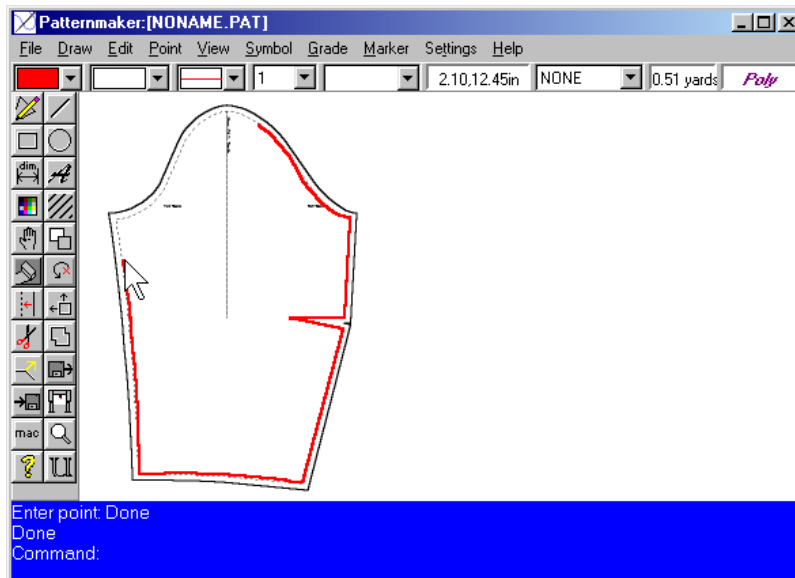 Patternmaker:[NONAME.PAT]
File Draw Edit Point View Symbol Grade Marker Settings Help
1 2.10,12.45in NONE 0.51 yards Poly
dim
A
mac
?
Enter point: Done
Done
Command: